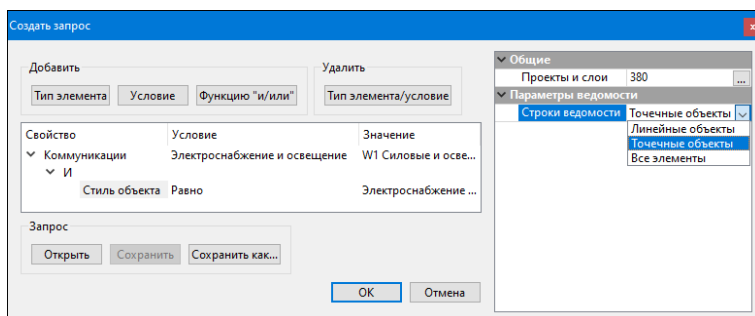 Создать запрос
x
Добавить
Тип элемента Условие Функцию "и/или"
Удалить
Тип элемента/условие
Свойство Условие Значение
Коммуникации Электроснабжение и освещение W1 Силовые и осве...
И
Стиль объекта Равно Электроснабжение ...
Запрос
Открыть Сохранить Сохранить как...
OK Отмена
Общие
Проекты и слои 380 ...
Параметры ведомости
Строки ведомости Точечные объекты
Линейные объекты
Точечные объекты
Все элементы